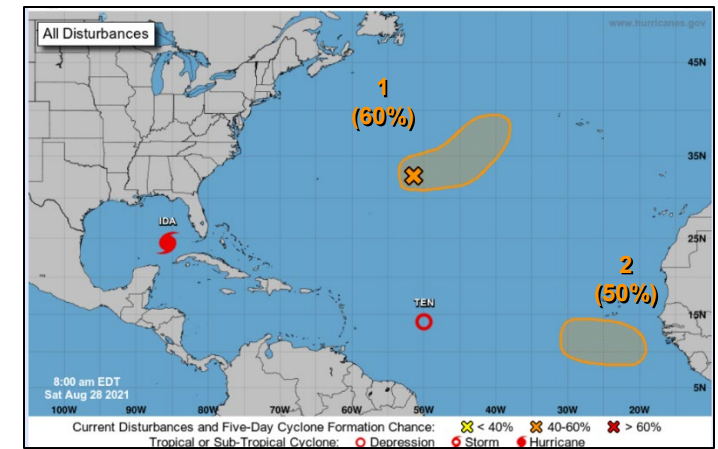 All Disturbances
www.hurricanes.gov
45N
1
(60%)
35N
IDA
25N
2
(50%)
TEN
15N
8:00 am EDT
Sat Aug 28 2021
5N
100W 90W 80W 70W 60W 50W 40W 30W 20W
Current Disturbances and Five-Day Cyclone Formation Chance: < 40% 40-60% > 60%
Tropical or Sub-Tropical Cyclone: Depression Storm Hurricane